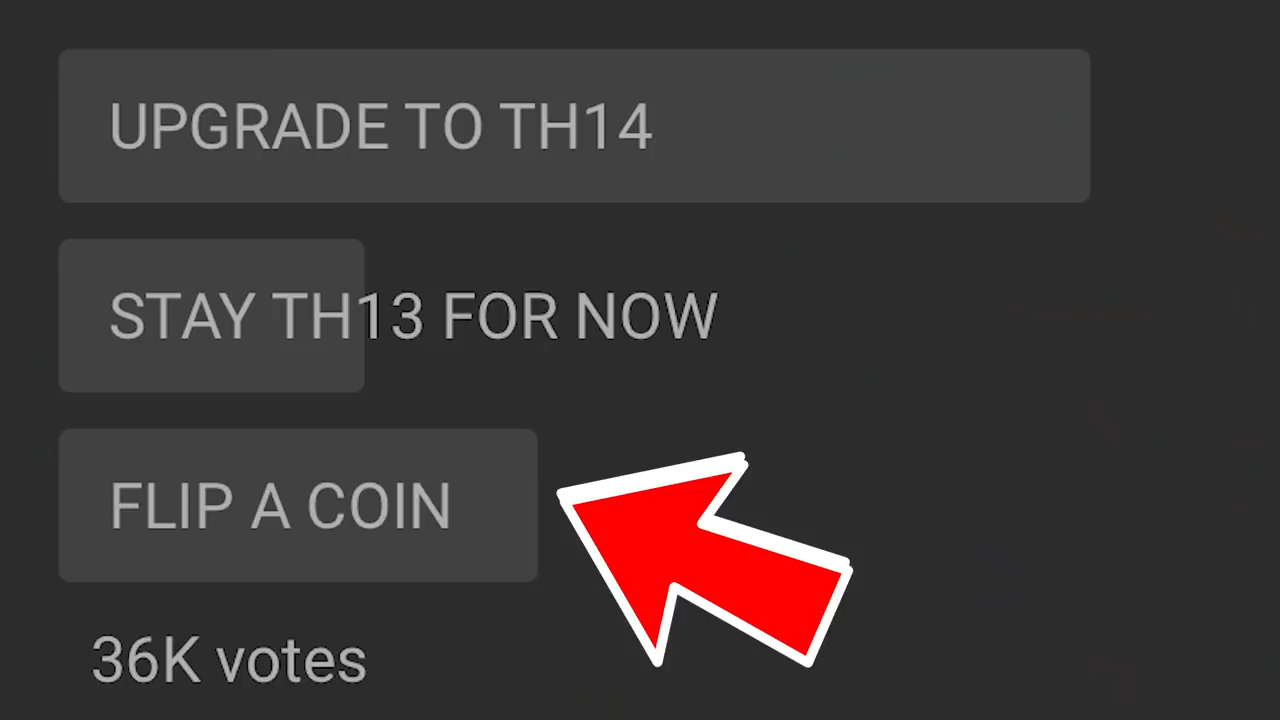 UPGRADE TO TH14
STAY TH13 FOR NOW
FLIP A COIN
36K votes